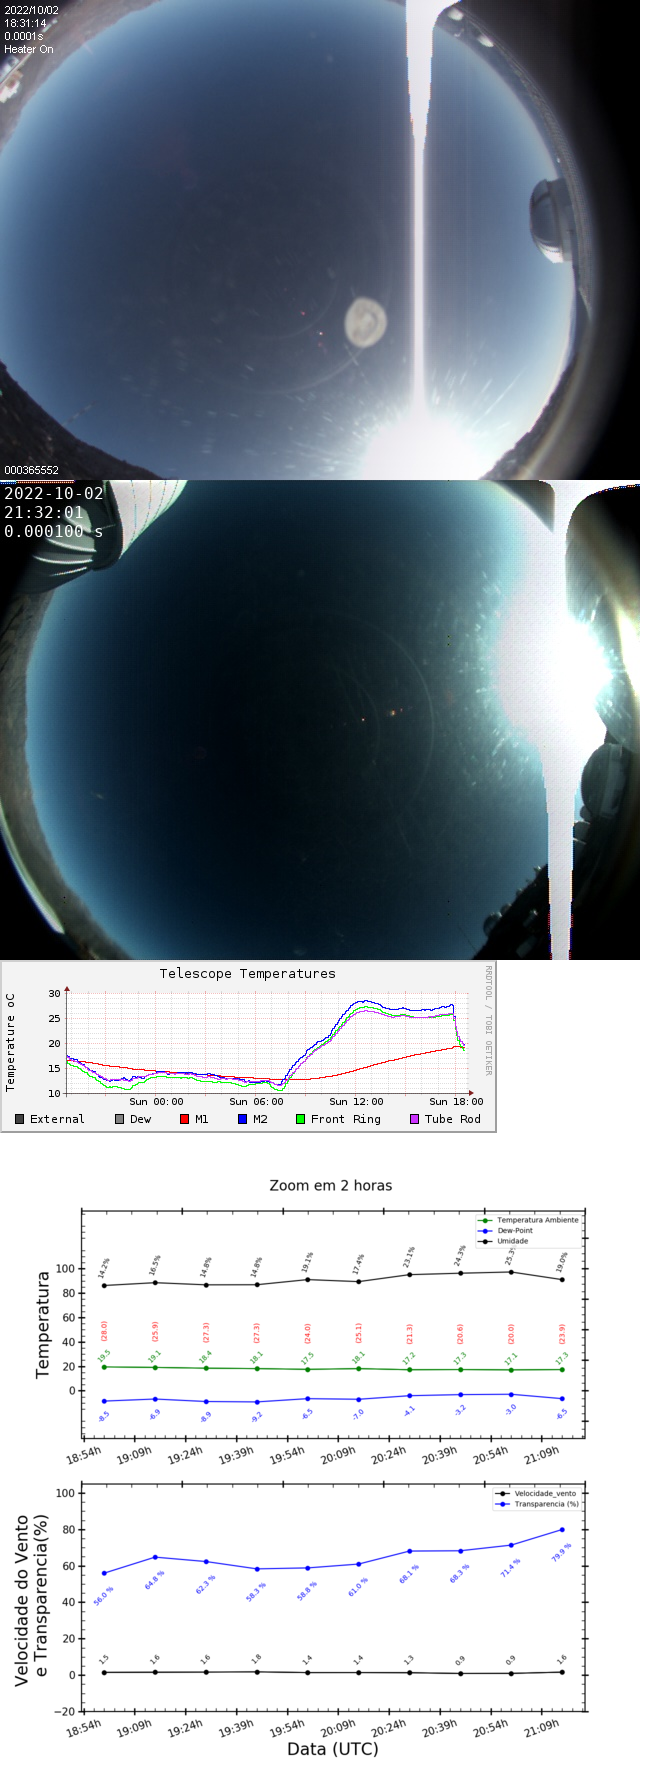 2022/10/02
18:31:14
0.0001s
Heater On
000365552
2022-10-02
21:32:01
0.000100 s
Telescope Temperatures
RRDTOOL / TOBI OETIKER
Temperature oC
30
25
20
15
10
Sun 00:00 Sun 06:00 Sun 12:00 Sun 18:00
External Dew M1 M2 Front Ring Tube Rod
Zoom em 2 horas
Temperatura Ambiente
Dew-Point
Umidade
Temperatura
14.2% 16.5% 14.8% 14.8% 19.1% 17.4% 23.1% 24.3% 25.3% 19.0%
100
80
60
40
20
0
(28.0) (25.9) (27.3) (27.3) (24.0) (25.1) (21.3) (20.6) (20.0) (23.9)
19.5 19.1 18.4 18.1 17.5 18.1 17.2 17.3 17.1 17.3
-8.5 -6.9 -8.9 -9.2 -6.5 -7.0 -4.1 -3.2 -3.0 -6.5
18:54h 19:09h 19:24h 19:39h 19:54h 20:09h 20:24h 20:39h 20:54h 21:09h
Velocidade_vento
Transparencia (%)
Velocidade do Vento
e Transparencia(%)
100
80
60
40
20
0
−20
56.0 % 64.8 % 62.3 % 58.3 % 58.8 % 61.0 % 68.1 % 68.3 % 71.4 % 79.9 %
1.5 1.6 1.6 1.8 1.4 1.4 1.3 0.9 0.9 1.6
18:54h 19:09h 19:24h 19:39h 19:54h 20:09h 20:24h 20:39h 20:54h 21:09h
Data (UTC)